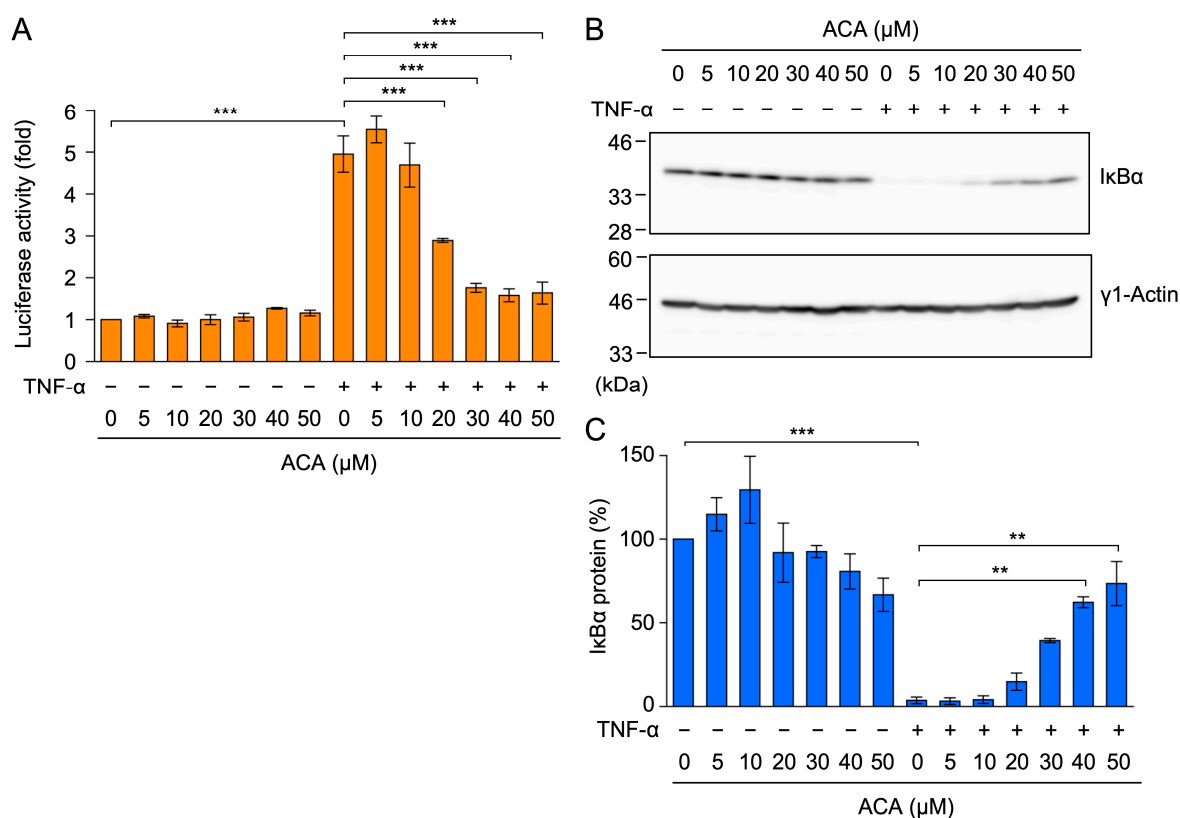 A
***
***
***
***
***
Luciferase activity (fold)
6
5
4
3
2
1
0
TNF-α − − − − − − − + + + + + + +
0 5 10 20 30 40 50 0 5 10 20 30 40 50
ACA (μM)
B
ACA (μM)
0 5 10 20 30 40 50 0 5 10 20 30 40 50
TNF-α − − − − − − − + + + + + + +
46
33
28
IκBα
60
46
33
γ1-Actin
(kDa)
C
***
**
**
IκBα protein (%)
150
100
50
0
TNF-α − − − − − − − + + + + + + +
0 5 10 20 30 40 50 0 5 10 20 30 40 50
ACA (μM)